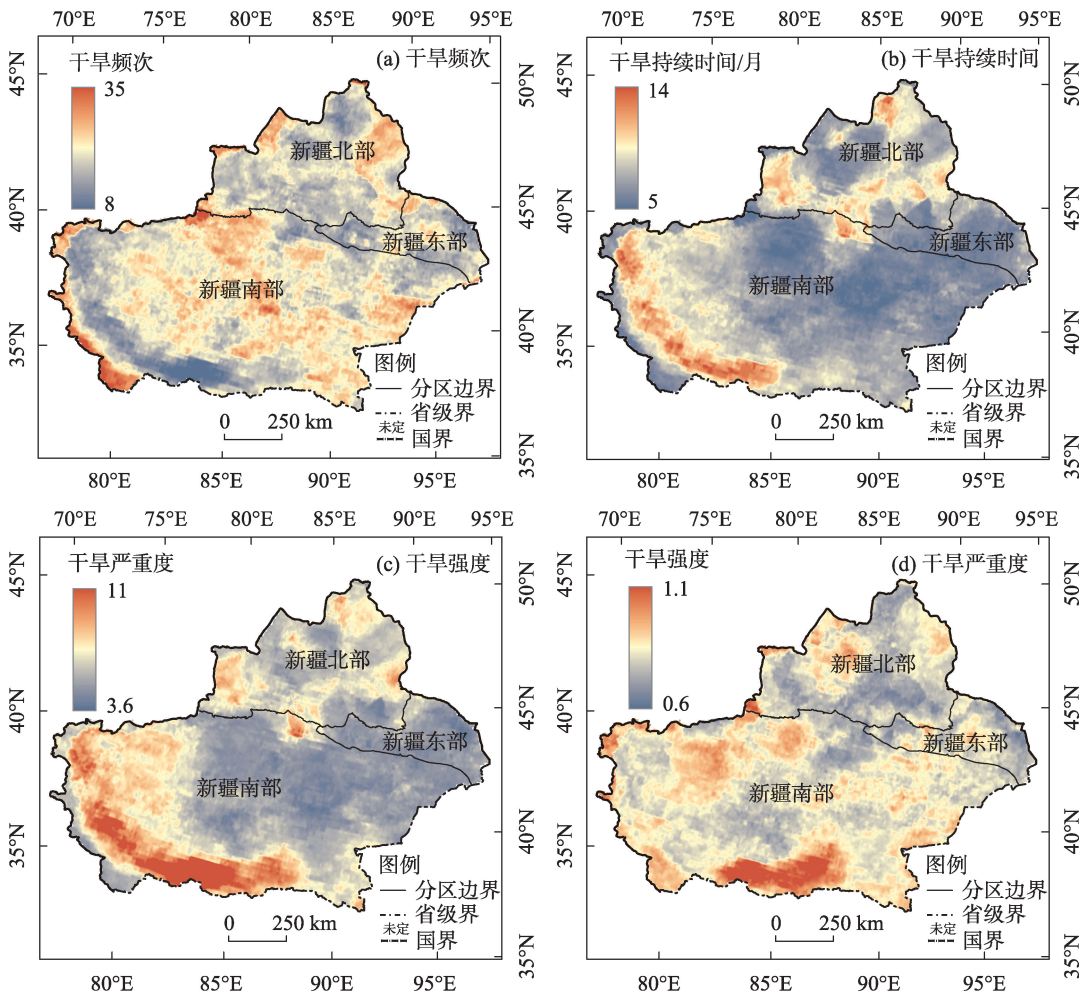 70°E 75°E 80°E 85°E 90°E 95°E
70°E 75°E 80°E 85°E 90°E 95°E
干旱频次
(a) 干旱频次
35
8
45°N
40°N
35°N
50°N
45°N
40°N
35°N
新疆北部
新疆东部
新疆南部
图例
分区边界
省级界
未定
国界
0 250 km
80°E 85°E 90°E 95°E
干旱持续时间/月
(b) 干旱持续时间
14
5
45°N
40°N
35°N
50°N
45°N
40°N
35°N
新疆北部
新疆东部
新疆南部
图例
分区边界
省级界
未定
国界
0 250 km
80°E 85°E 90°E 95°E
70°E 75°E 80°E 85°E 90°E 95°E
70°E 75°E 80°E 85°E 90°E 95°E
干旱严重度
(c) 干旱强度
11
3.6
45°N
40°N
35°N
50°N
45°N
40°N
35°N
新疆北部
新疆东部
新疆南部
图例
分区边界
省级界
未定
国界
0 250 km
80°E 85°E 90°E 95°E
干旱强度
(d) 干旱严重度
1.1
0.6
45°N
40°N
35°N
50°N
45°N
40°N
35°N
新疆北部
新疆东部
新疆南部
图例
分区边界
省级界
未定
国界
0 250 km
80°E 85°E 90°E 95°E